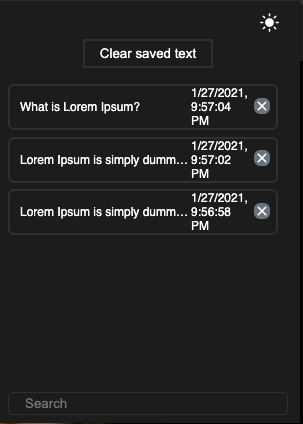 Clear saved text
What is Lorem Ipsum?
1/27/2021,
9:57:04
PM
Lorem Ipsum is simply dumm...
1/27/2021,
9:57:02
PM
Lorem Ipsum is simply dumm...
1/27/2021,
9:56:58
PM
Search